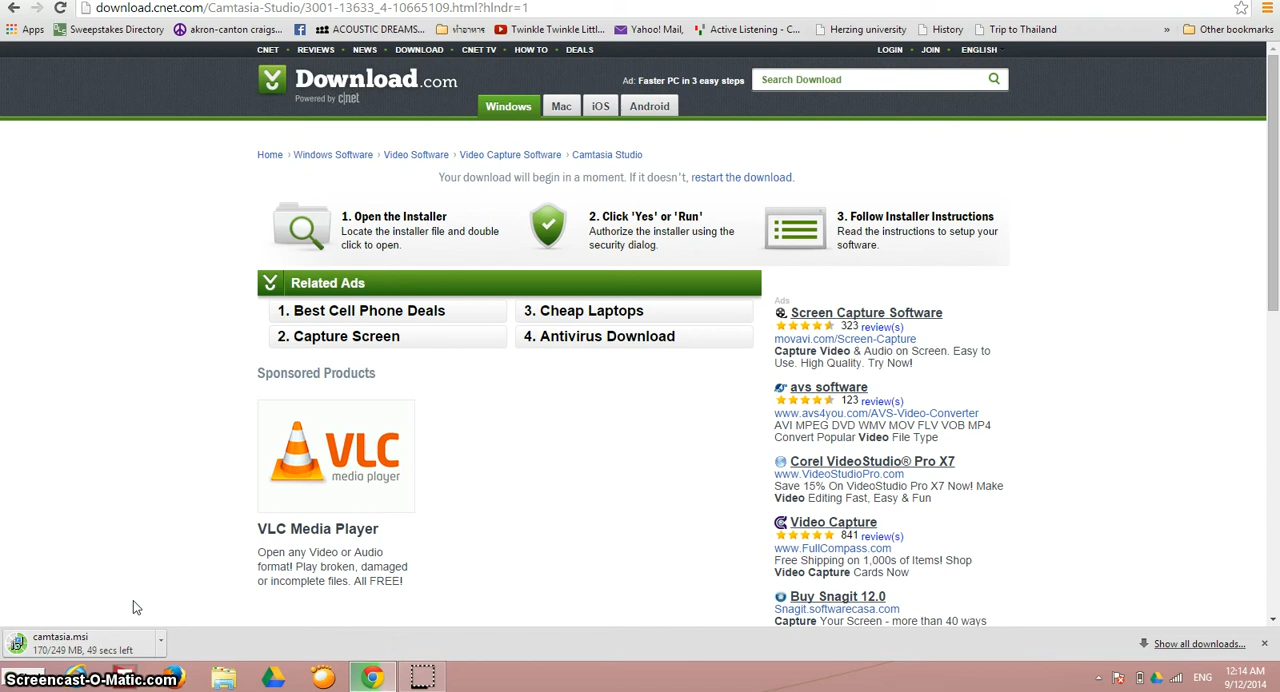 download.cnet.com/Camtasia-Studio/3001-13633_4-10665109.html?hlndr=1
Apps Sweepstakes Directory akron-canton craigs... ACOUSTIC DREAMS... ทำอาหาร Twinkle Twinkle Littl... Yahoo! Mail, Active Listening - C... Herzing university History Trip to Thailand » Other bookmarks
CNET REVIEWS NEWS DOWNLOAD CNET TV HOW TO DEALS LOGIN JOIN ENGLISH
Download.com
Powered by c|net
Ad: Faster PC in 3 easy steps
Search Download
Windows Mac iOS Android
Home › Windows Software › Video Software › Video Capture Software › Camtasia Studio
Your download will begin in a moment. If it doesn't, restart the download.
1. Open the Installer
Locate the installer file and double
click to open.
2. Click 'Yes' or 'Run'
Authorize the installer using the
security dialog.
3. Follow Installer Instructions
Read the instructions to setup your
software.
Related Ads
1. Best Cell Phone Deals
2. Capture Screen
3. Cheap Laptops
4. Antivirus Download
Sponsored Products
VLC
media player
VLC Media Player
Open any Video or Audio
format! Play broken, damaged
or incomplete files. All FREE!
Ads
Screen Capture Software
323 review(s)
movavi.com/Screen-Capture
Capture Video & Audio on Screen. Easy to
Use. High Quality. Try Now!
avs software
123 review(s)
www.avs4you.com/AVS-Video-Converter
AVI MPEG DVD WMV MOV FLV VOB MP4
Convert Popular Video File Type
Corel VideoStudio® Pro X7
www.VideoStudioPro.com
Save 15% On VideoStudio Pro X7 Now! Make
Video Editing Fast, Easy & Fun
Video Capture
841 review(s)
www.FullCompass.com
Free Shipping on 1,000s of Items! Shop
Video Capture Cards Now
Buy Snagit 12.0
Snagit.softwarecasa.com
Capture Your Screen - more than 40 ways
camtasia.msi
170/249 MB, 49 secs left
Show all downloads...
Screencast-O-Matic.com
ENG
12:14 AM
9/12/2014